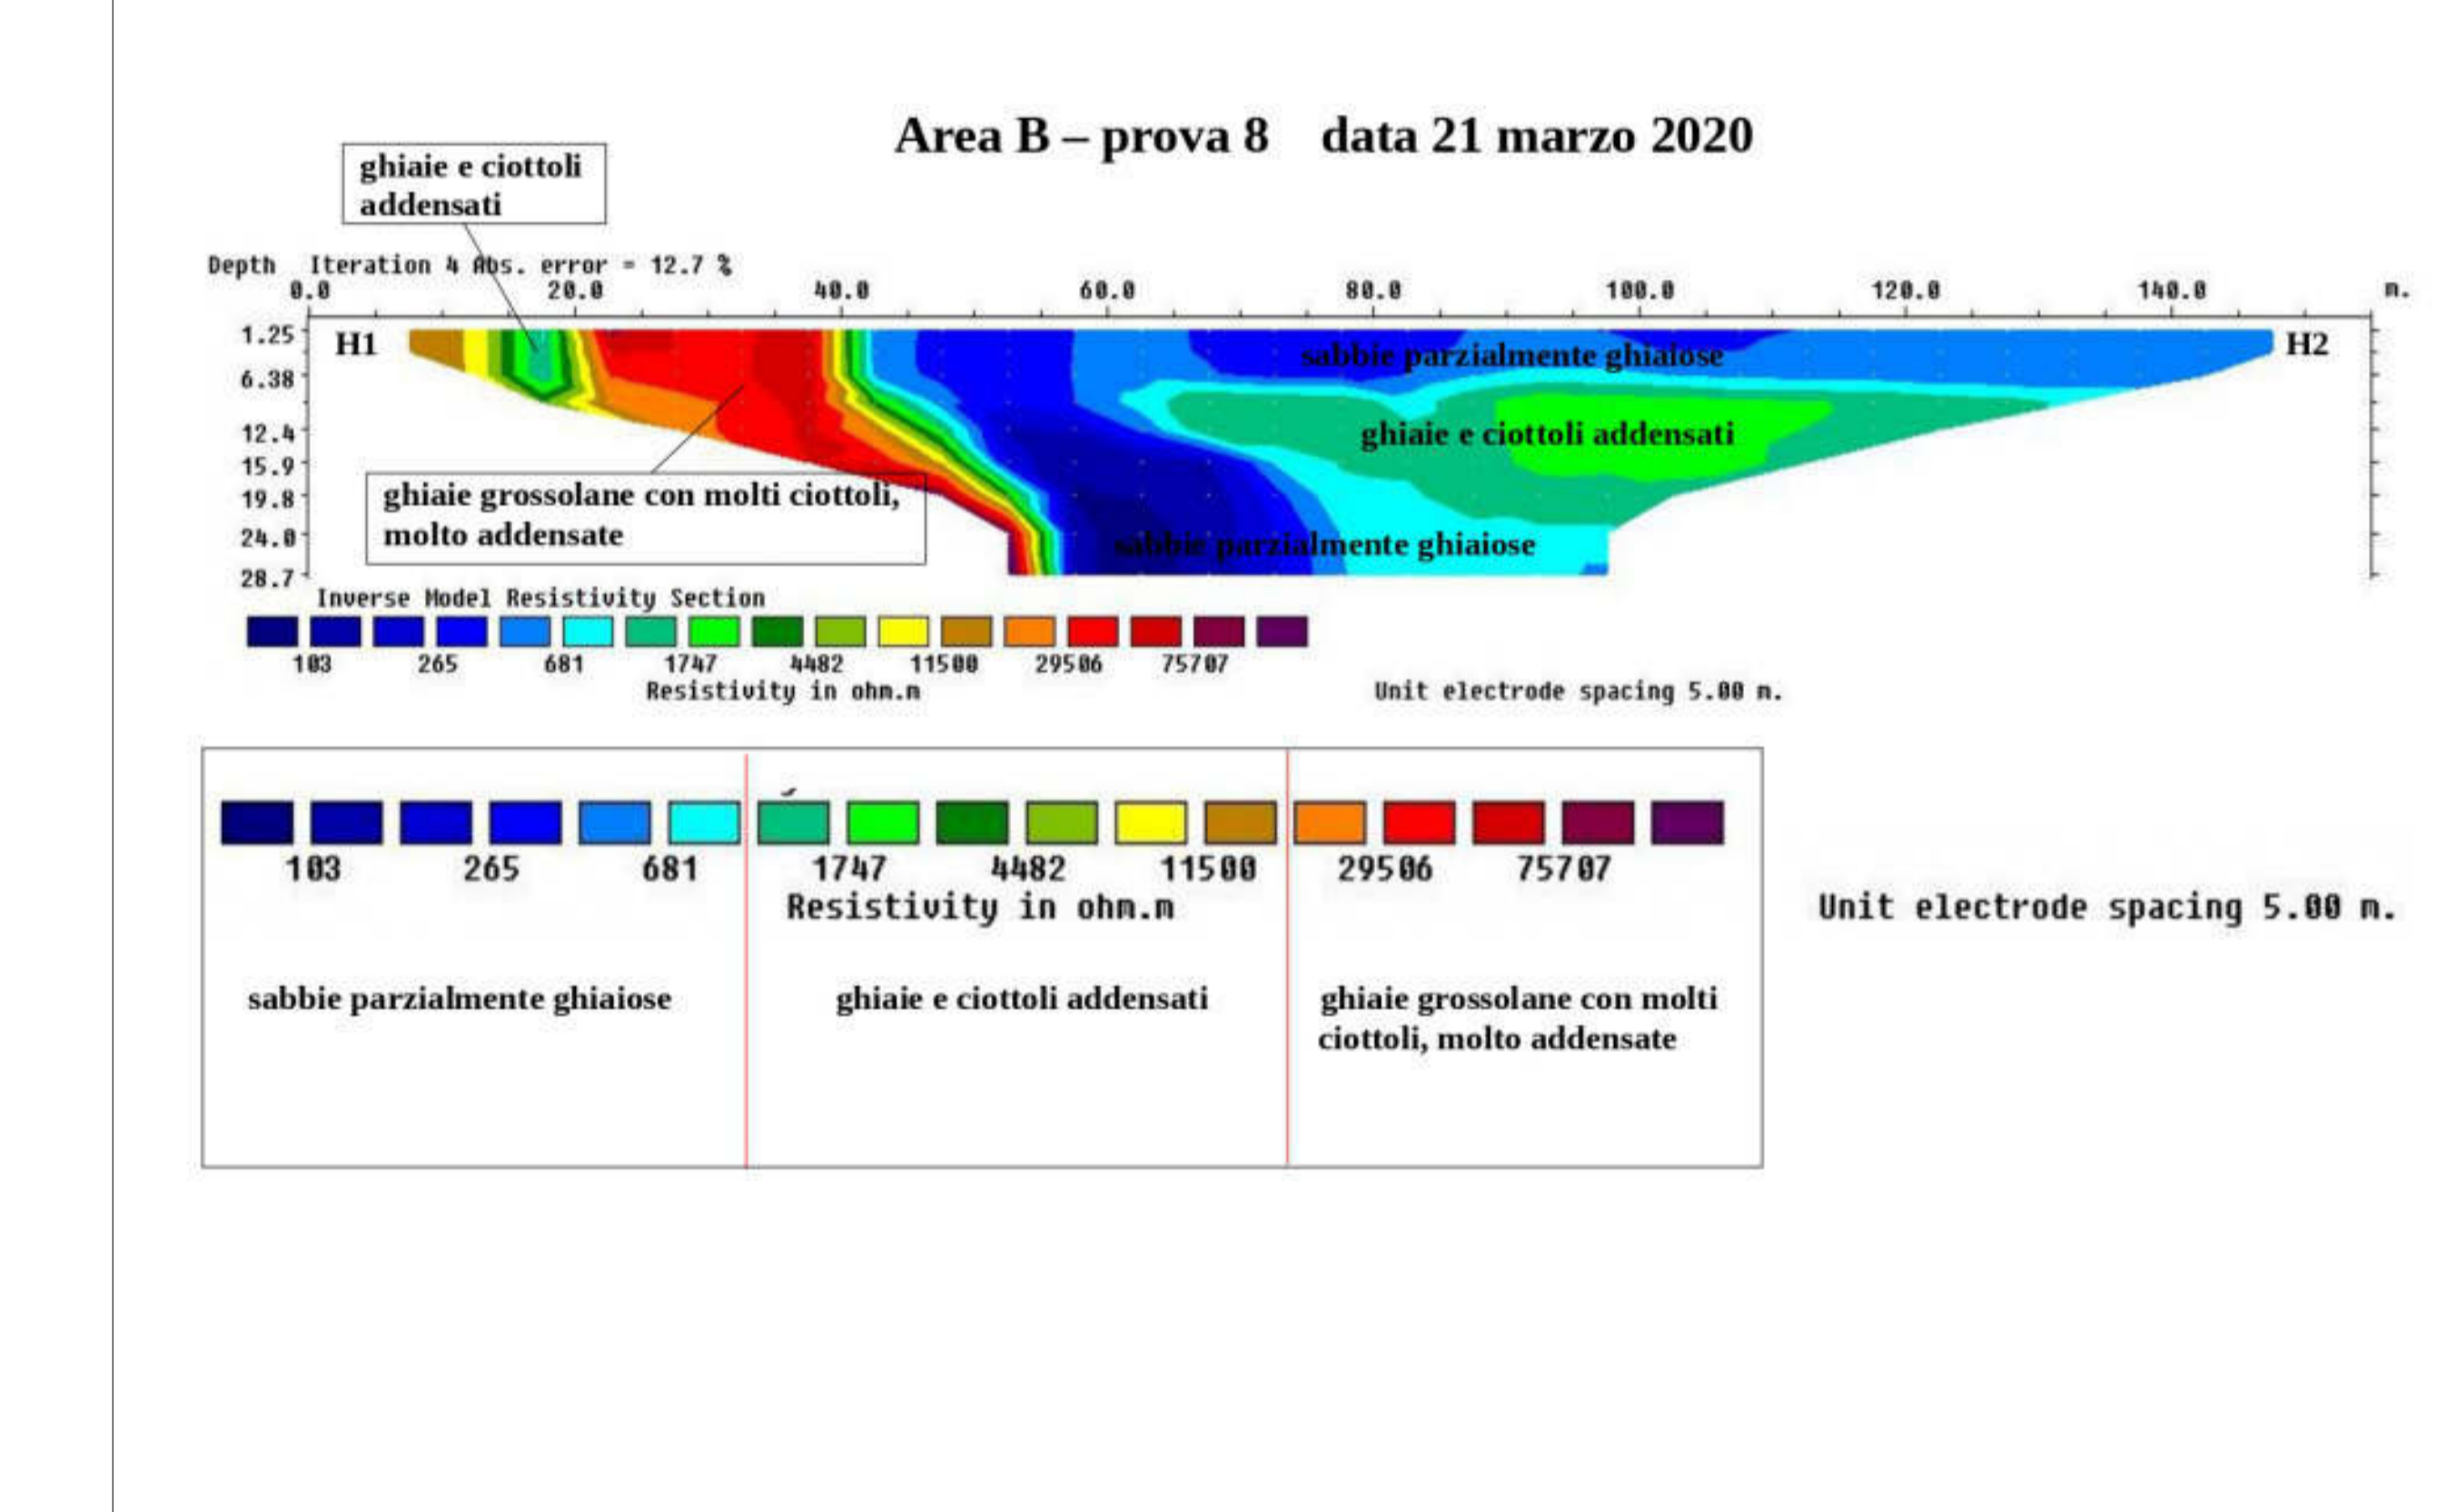 Area B – prova 8 data 21 marzo 2020
ghiaie e ciottoli
addensati
Depth Iteration 4 Abs. error = 12.7 %
0.0 20.0 40.0 60.0 80.0 100.0 120.0 140.0 m.
1.25
H1
H2
sabbie parzialmente ghiaiose
6.38
12.4
ghiaie e ciottoli addensati
15.9
19.8
ghiaie grossolane con molti ciottoli,
molto addensate
24.0
sabbie parzialmente ghiaiose
28.7
Inverse Model Resistivity Section
103 265 681 1747 4482 11500 29506 75707
Resistivity in ohm.m
Unit electrode spacing 5.00 m.
103 265 681 1747 4482 11500 29506 75707
Resistivity in ohm.m
Unit electrode spacing 5.00 m.
sabbie parzialmente ghiaiose
ghiaie e ciottoli addensati
ghiaie grossolane con molti
ciottoli, molto addensate